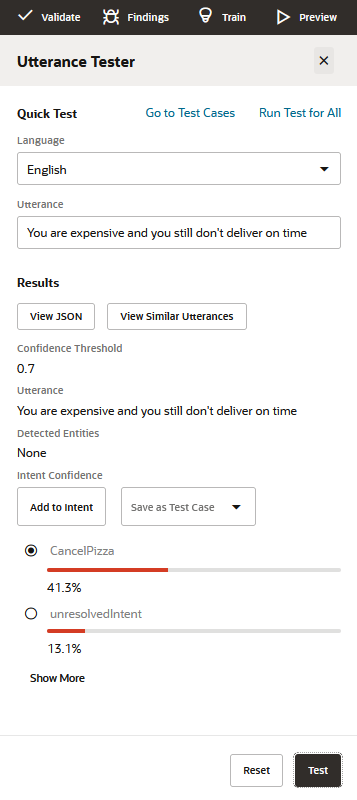 Validate Findings Train Preview
Utterance Tester
Quick Test Go to Test Cases Run Test for All
Language
English
Utterance
You are expensive and you still don't deliver on time
Results
View JSON View Similar Utterances
Confidence Threshold
0.7
Utterance
You are expensive and you still don't deliver on time
Detected Entities
None
Intent Confidence
Add to Intent Save as Test Case
CancelPizza
41.3%
unresolvedIntent
13.1%
Show More
Reset Test